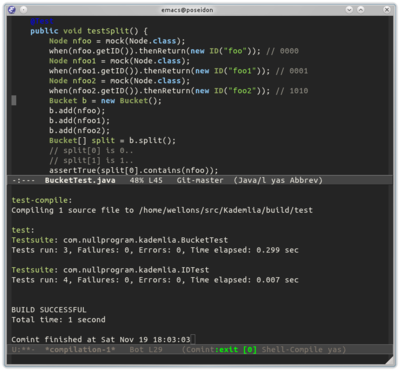 emacs@poseidon
@Test
public void testSplit() {
Node nfoo = mock(Node.class);
when(nfoo.getID()).thenReturn(new ID("foo")); // 0000
Node nfoo1 = mock(Node.class);
when(nfoo1.getID()).thenReturn(new ID("foo1")); // 0001
Node nfoo2 = mock(Node.class);
when(nfoo2.getID()).thenReturn(new ID("foo2")); // 1010
Bucket b = new Bucket();
b.add(nfoo);
b.add(nfoo1);
b.add(nfoo2);
Bucket[] split = b.split();
// split[0] is 0..
// split[1] is 1..
assertTrue(split[0].contains(nfoo));
-:--- BucketTest.java 48% L45 Git-master (Java/l yas Abbrev)
test-compile:
Compiling 1 source file to /home/wellons/src/Kademlia/build/test
test:
Testsuite: com.nullprogram.kademlia.BucketTest
Tests run: 3, Failures: 0, Errors: 0, Time elapsed: 0.299 sec
Testsuite: com.nullprogram.kademlia.IDTest
Tests run: 4, Failures: 0, Errors: 0, Time elapsed: 0.007 sec
BUILD SUCCESSFUL
Total time: 1 second
Comint finished at Sat Nov 19 18:03:03
U:**- *compilation-1* Bot L29 (Comint:exit [0] Shell-Compile yas)